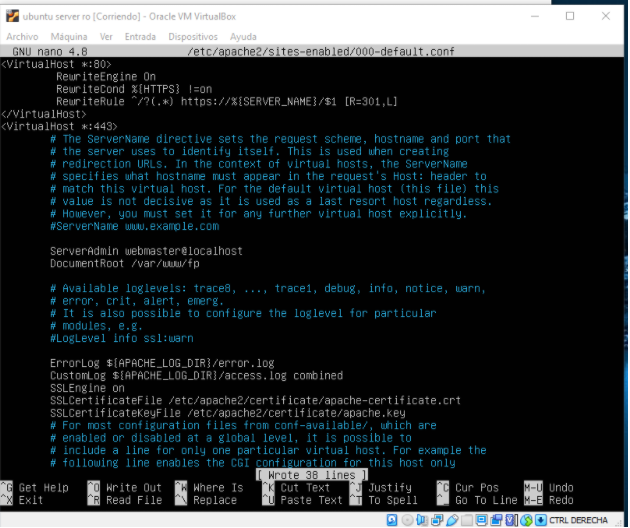 ubuntu server ro [Corriendo] - Oracle VM VirtualBox
Archivo Máquina Ver Entrada Dispositivos Ayuda
GNU nano 4.8 /etc/apache2/sites-enabled/000-default.conf
<VirtualHost *:80>
RewriteEngine On
RewriteCond %{HTTPS} !=on
RewriteRule ^/?(.*) https://%{SERVER_NAME}/$1 [R=301,L]
</VirtualHost>
<VirtualHost *:443>
# The ServerName directive sets the request scheme, hostname and port that
# the server uses to identify itself. This is used when creating
# redirection URLs. In the context of virtual hosts, the ServerName
# specifies what hostname must appear in the request's Host: header to
# match this virtual host. For the default virtual host (this file) this
# value is not decisive as it is used as a last resort host regardless.
# However, you must set it for any further virtual host explicitly.
#ServerName www.example.com
ServerAdmin webmaster@localhost
DocumentRoot /var/www/fp
# Available loglevels: trace8, ..., trace1, debug, info, notice, warn,
# error, crit, alert, emerg.
# It is also possible to configure the loglevel for particular
# modules, e.g.
#LogLevel info ssl:warn
ErrorLog ${APACHE_LOG_DIR}/error.log
CustomLog ${APACHE_LOG_DIR}/access.log combined
SSLEngine on
SSLCertificateFile /etc/apache2/certificate/apache-certificate.crt
SSLCertificateKeyFile /etc/apache2/certificate/apache.key
# For most configuration files from conf-available/, which are
# enabled or disabled at a global level, it is possible to
# include a line for only one particular virtual host. For example the
# following line enables the CGI configuration for this host only
[ Wrote 38 lines ]
^G Get Help ^O Write Out ^W Where Is ^K Cut Text ^J Justify ^C Cur Pos M-U Undo
^X Exit ^R Read File ^\ Replace ^U Paste Text ^T To Spell ^_ Go To Line M-E Redo
CTRL DERECHA